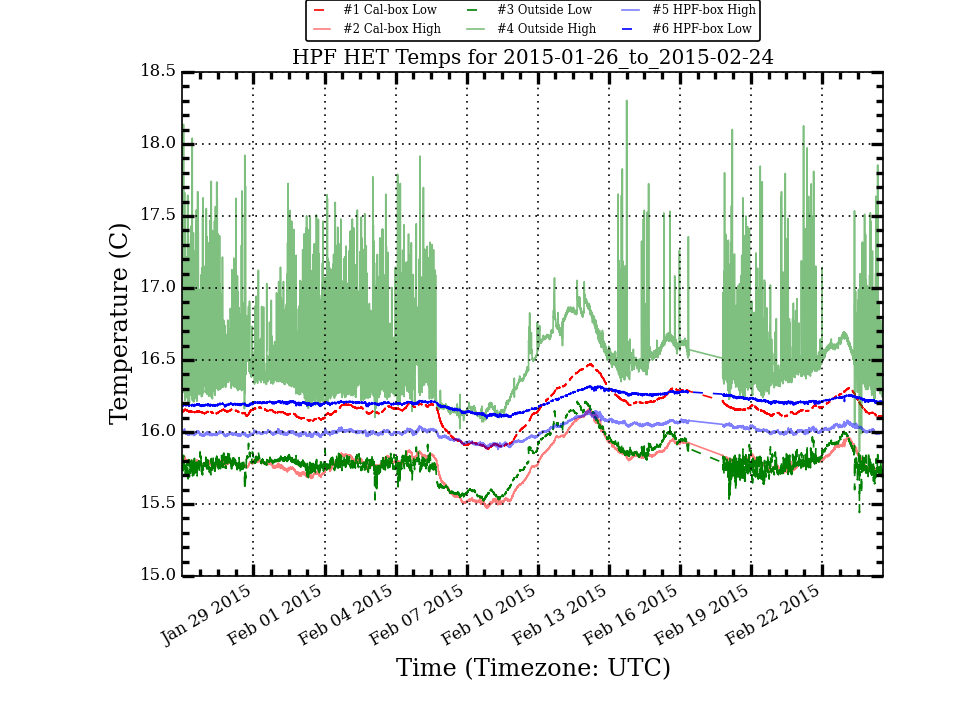 #1 Cal-box Low #3 Outside Low #5 HPF-box High
#2 Cal-box High #4 Outside High #6 HPF-box Low
HPF HET Temps for 2015-01-26_to_2015-02-24
18.5
18.0
17.5
17.0
16.5
16.0
15.5
15.0
Temperature (C)
Jan 29 2015 Feb 01 2015 Feb 04 2015 Feb 07 2015 Feb 10 2015 Feb 13 2015 Feb 16 2015 Feb 19 2015 Feb 22 2015
Time (Timezone: UTC)